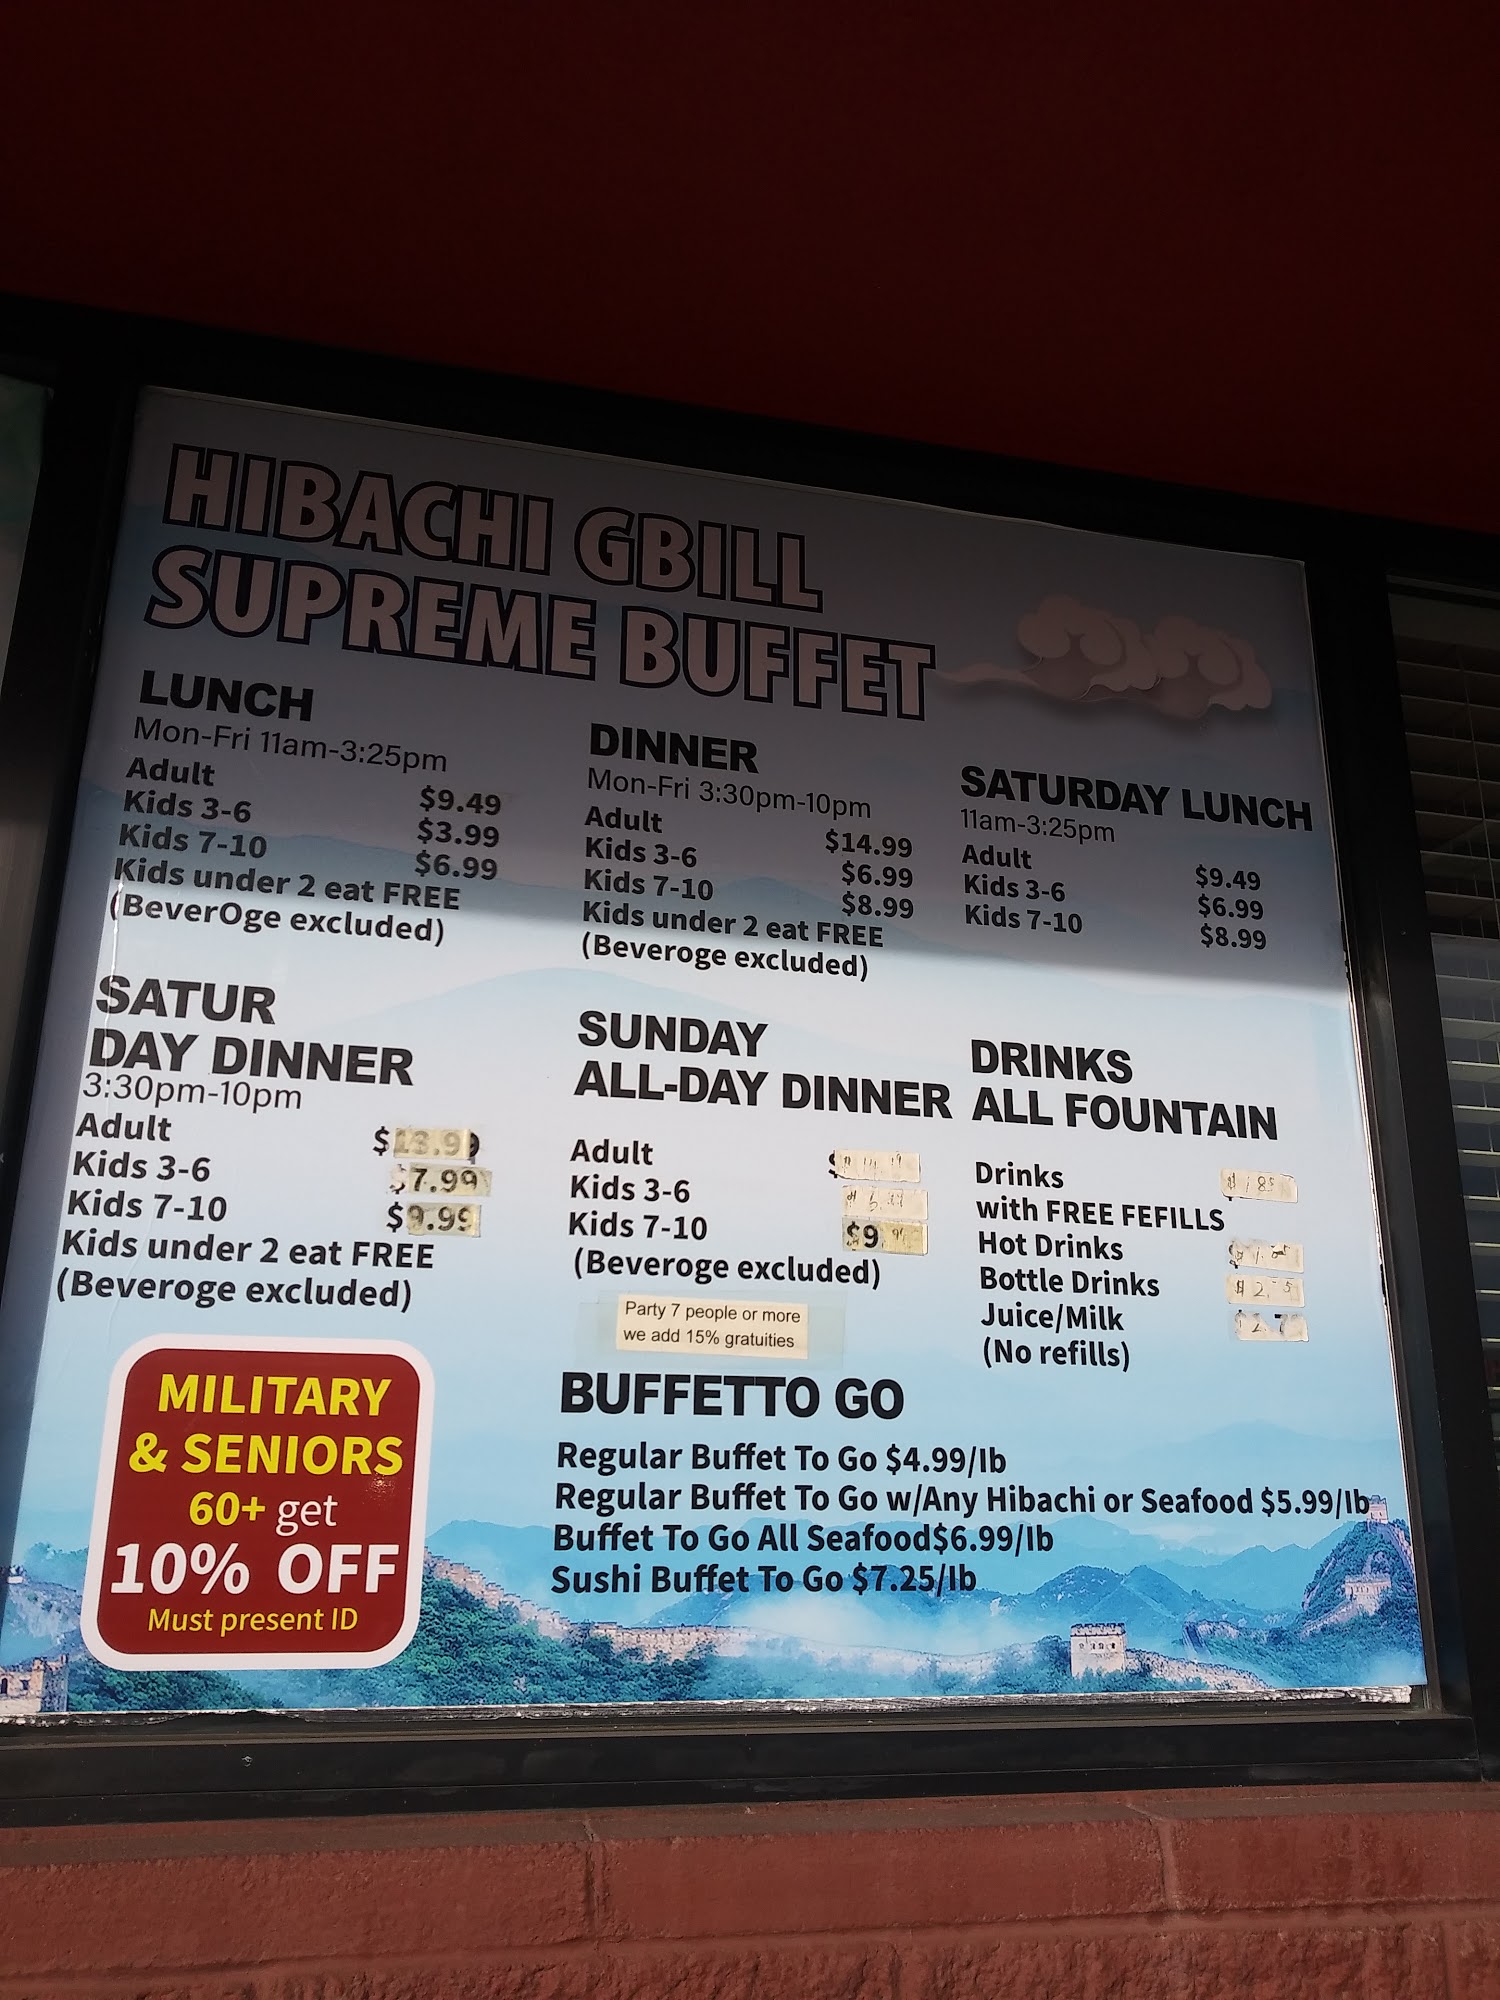 HIBACHI GBILL
SUPREME BUFFET
LUNCH
Mon-Fri 11am-3:25pm
Adult $9.49
Kids 3-6 $3.99
Kids 7-10 $6.99
Kids under 2 eat FREE
(BeverOge excluded)
DINNER
Mon-Fri 3:30pm-10pm
Adult $14.99
Kids 3-6 $6.99
Kids 7-10 $8.99
Kids under 2 eat FREE
(Beveroge excluded)
SATURDAY LUNCH
11am-3:25pm
Adult $9.49
Kids 3-6 $6.99
Kids 7-10 $8.99
SATUR
DAY DINNER
3:30pm-10pm
Adult $13.99
Kids 3-6 $7.99
Kids 7-10 $9.99
Kids under 2 eat FREE
(Beveroge excluded)
SUNDAY
ALL-DAY DINNER
Adult
Kids 3-6
Kids 7-10
(Beveroge excluded)
Party 7 people or more
we add 15% gratuities
DRINKS
ALL FOUNTAIN
Drinks
with FREE FEFILLS
Hot Drinks
Bottle Drinks
Juice/Milk
(No refills)
MILITARY
& SENIORS
60+ get
10% OFF
Must present ID
BUFFETTO GO
Regular Buffet To Go $4.99/lb
Regular Buffet To Go w/Any Hibachi or Seafood $5.99/lb
Buffet To Go All Seafood$6.99/lb
Sushi Buffet To Go $7.25/lb